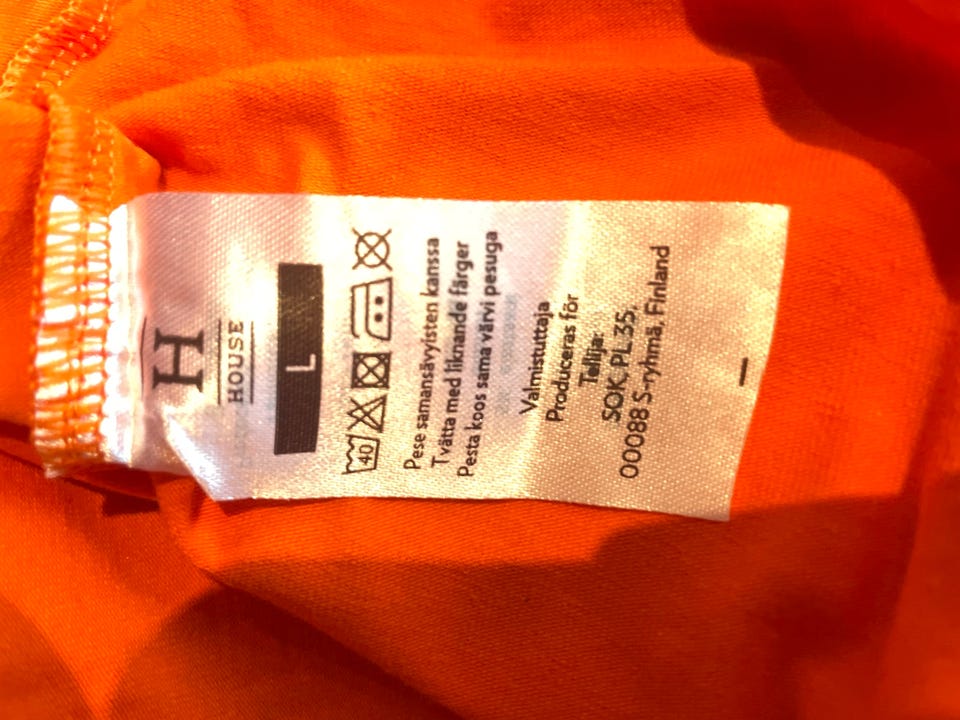 H
HOUSE
L
40
Pese samansävyisten kanssa
Tvätta med liknande färger
Pesta koos sama värvi pesuga
Valmistuttaja
Produceras för
Tellija:
SOK, PL 35,
00088 S-ryhmä, Finland